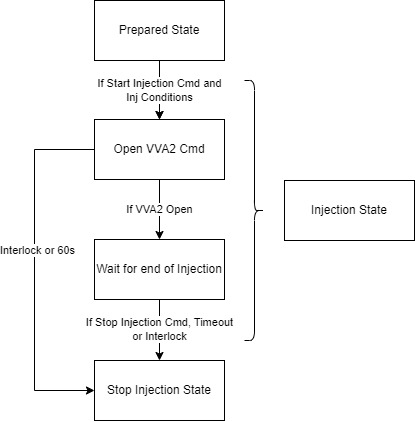 Prepared State
If Start Injection Cmd and
Inj Conditions
Open VVA2 Cmd
If VVA2 Open
Injection State
Interlock or 60s
Wait for end of Injection
If Stop Injection Cmd, Timeout
or Interlock
Stop Injection State